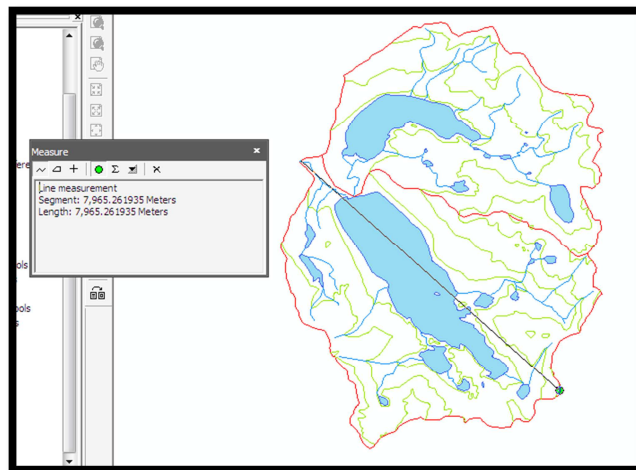 Measure
Line measurement
Segment: 7,965.261935 Meters
Length: 7,965.261935 Meters